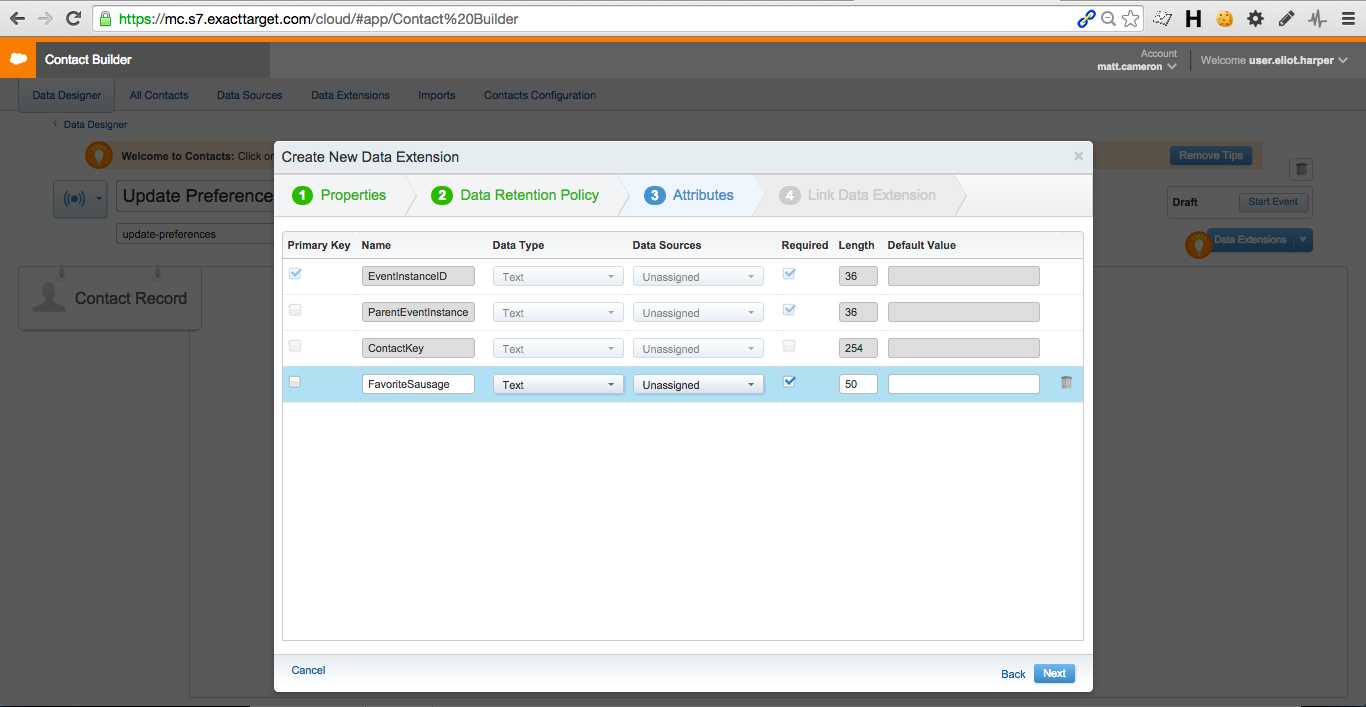 https://mc.s7.exacttarget.com/cloud/#app/Contact%20Builder
Contact Builder
Account
matt.cameron
Welcome user.eliot.harper
Data Designer All Contacts Data Sources Data Extensions Imports Contacts Configuration
Data Designer
Welcome to Contacts: Click or
Remove Tips
Update Preference
update-preferences
Draft Start Event
Data Extensions
Contact Record
Create New Data Extension ×
1 Properties 2 Data Retention Policy 3 Attributes 4 Link Data Extension
Primary Key Name Data Type Data Sources Required Length Default Value
EventInstanceID Text Unassigned 36
ParentEventInstance Text Unassigned 36
ContactKey Text Unassigned 254
FavoriteSausage Text Unassigned 50
Cancel Back Next